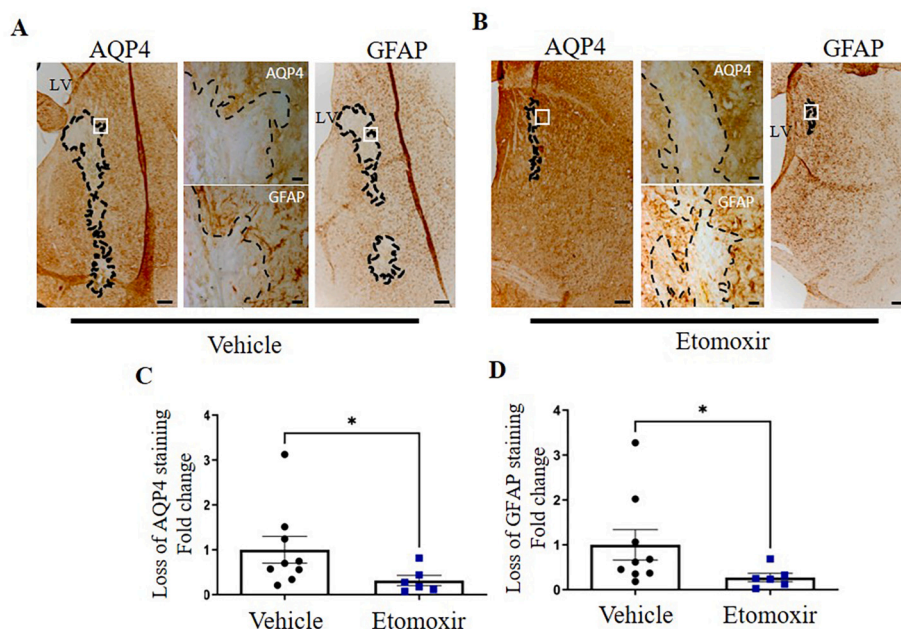 A
B
AQP4
GFAP
AQP4
GFAP
LV
AQP4
LV
AQP4
LV
GFAP
GFAP
LV
Vehicle
Etomoxir
C
D
Loss of AQP4 staining
Fold change
4
3
2
1
0
*
Vehicle
Etomoxir
Loss of GFAP staining
Fold change
4
3
2
1
0
*
Vehicle
Etomoxir